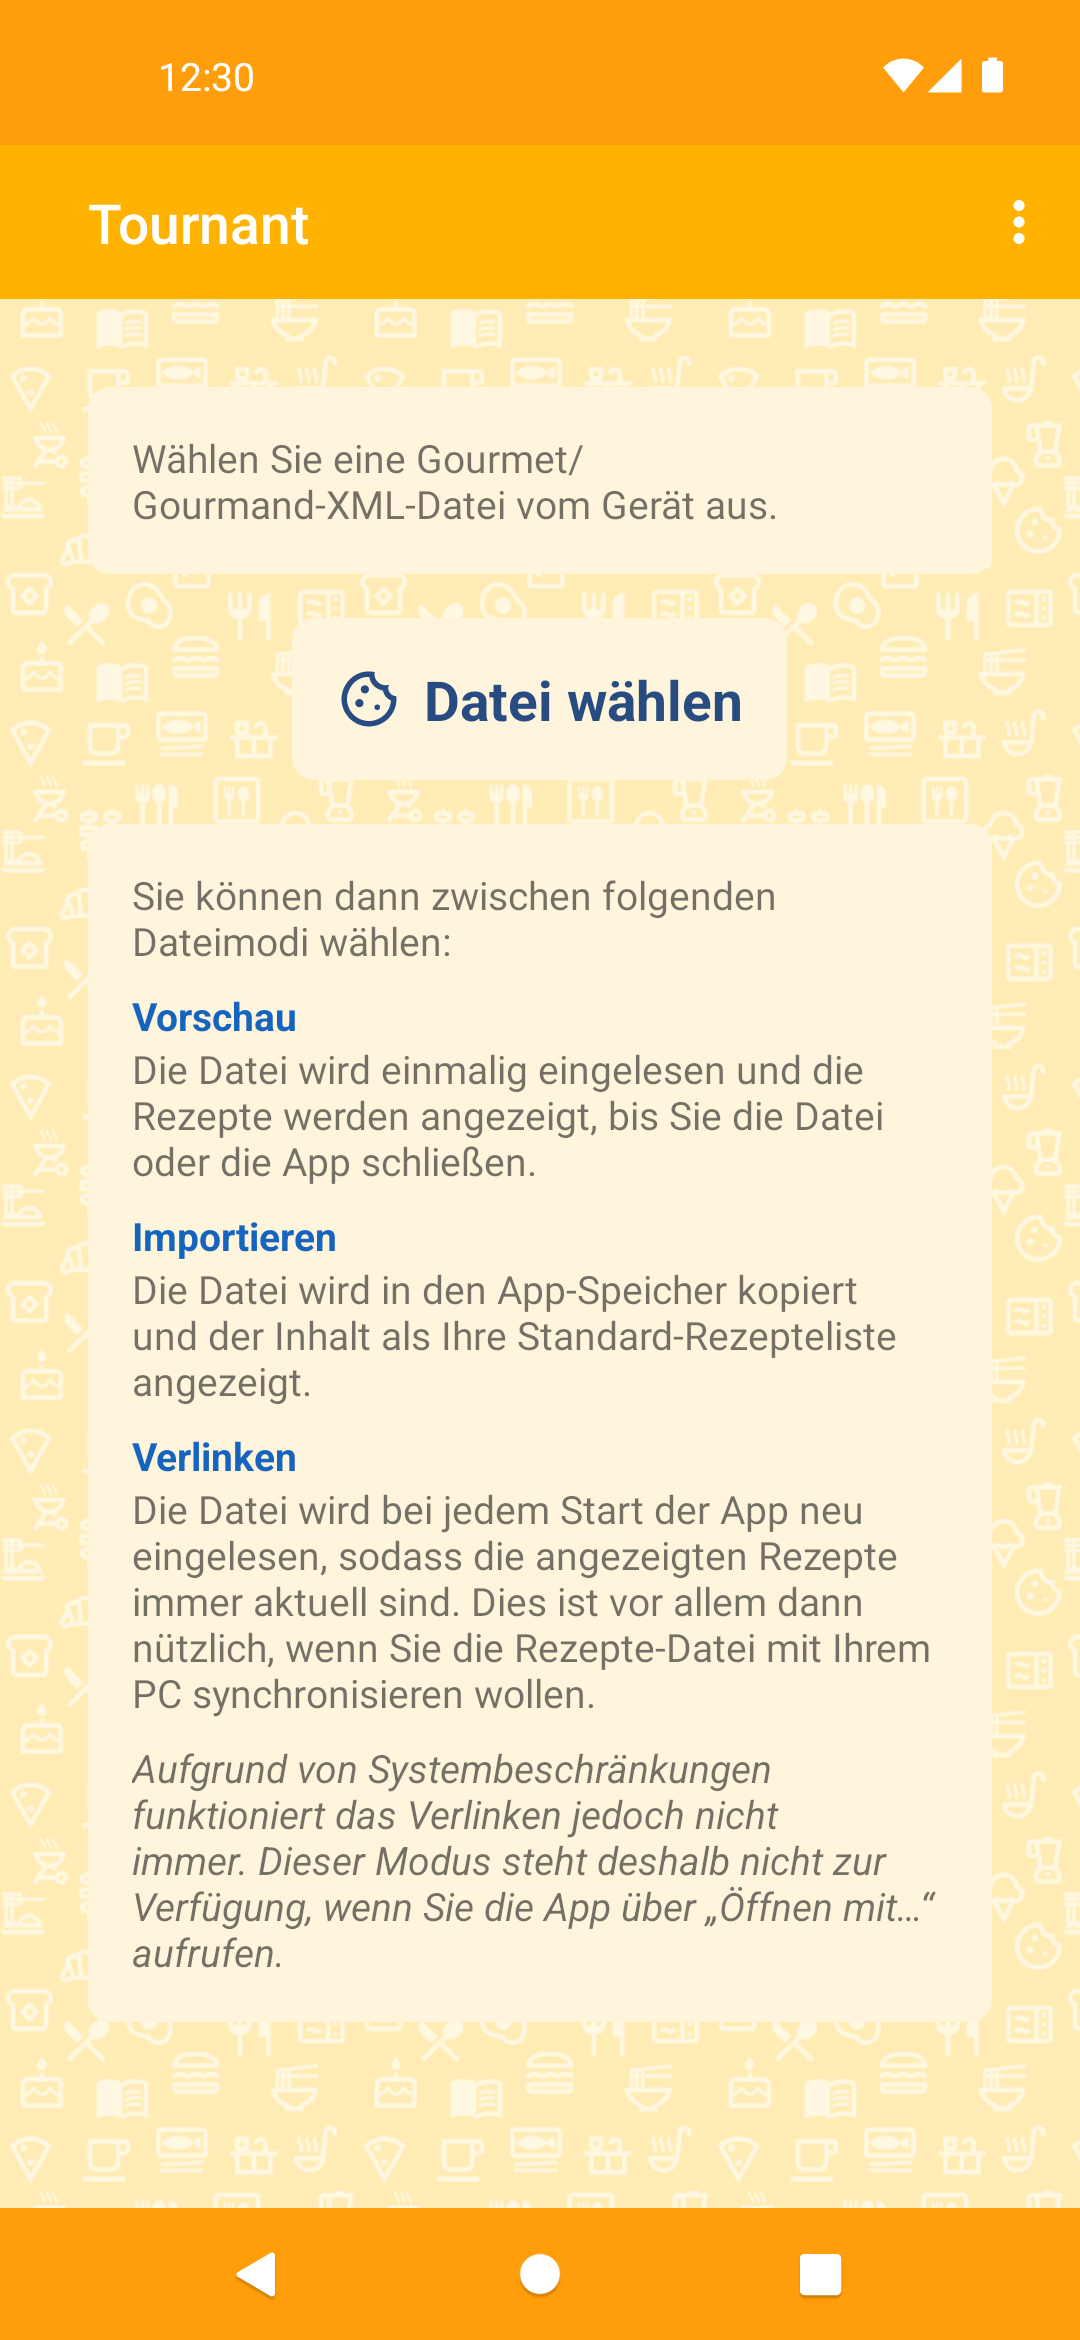 12:30
Tournant
Wählen Sie eine Gourmet/
Gourmand-XML-Datei vom Gerät aus.
Datei wählen
Sie können dann zwischen folgenden
Dateimodi wählen:
Vorschau
Die Datei wird einmalig eingelesen und die
Rezepte werden angezeigt, bis Sie die Datei
oder die App schließen.
Importieren
Die Datei wird in den App-Speicher kopiert
und der Inhalt als Ihre Standard-Rezepteliste
angezeigt.
Verlinken
Die Datei wird bei jedem Start der App neu
eingelesen, sodass die angezeigten Rezepte
immer aktuell sind. Dies ist vor allem dann
nützlich, wenn Sie die Rezepte-Datei mit Ihrem
PC synchronisieren wollen.
Aufgrund von Systembeschränkungen
funktioniert das Verlinken jedoch nicht
immer. Dieser Modus steht deshalb nicht zur
Verfügung, wenn Sie die App über „Öffnen mit…“
aufrufen.